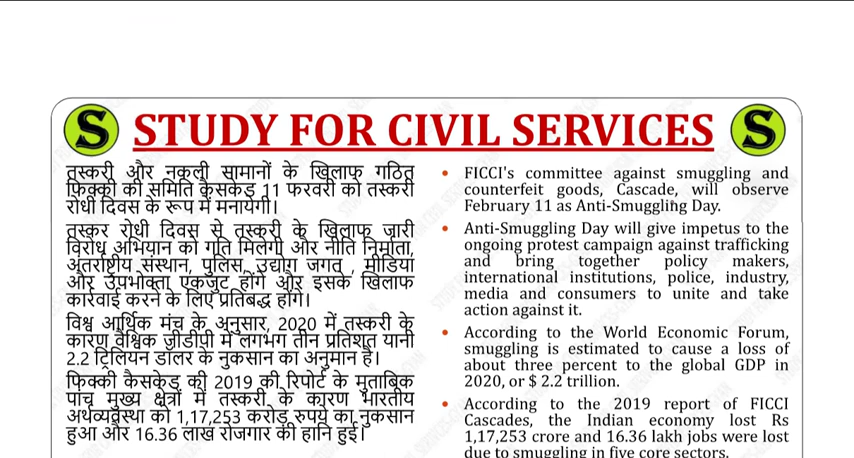 S STUDY FOR CIVIL SERVICES S
तस्करी और नकली सामानों के खिलाफ गठित
फिक्की की समिति कैसकेड 11 फरवरी को तस्करी
रोधी दिवस के रूप में मनायेगी।
तस्कर रोधी दिवस से तस्करी के खिलाफ जारी
विरोध अभियान को गति मिलेगी और नीति निर्माता,
अंतर्राष्ट्रीय संस्थान, पुलिस, उद्योग जगत , मीडिया
और उपभोक्ता एकजुट होंगे और इसके खिलाफ
कार्रवाई करने के लिए प्रतिबद्ध होंगे।
विश्व आर्थिक मंच के अनुसार, 2020 में तस्करी के
कारण वैश्विक जीडीपी में लगभग तीन प्रतिशत यानी
2.2 ट्रिलियन डॉलर के नुकसान का अनुमान है।
फिक्की कैसकेड की 2019 की रिपोर्ट के मुताबिक
पांच मुख्य क्षेत्रों में तस्करी के कारण भारतीय
अर्थव्यवस्था को 1,17,253 करोड़ रुपये का नुकसान
हुआ और 16.36 लाख रोजगार की हानि हुई।
• FICCI's committee against smuggling and
counterfeit goods, Cascade, will observe
February 11 as Anti-Smuggling Day.
• Anti-Smuggling Day will give impetus to the
ongoing protest campaign against trafficking
and bring together policy makers,
international institutions, police, industry,
media and consumers to unite and take
action against it.
• According to the World Economic Forum,
smuggling is estimated to cause a loss of
about three percent to the global GDP in
2020, or $ 2.2 trillion.
• According to the 2019 report of FICCI
Cascades, the Indian economy lost Rs
1,17,253 crore and 16.36 lakh jobs were lost
due to smuggling in five core sectors.